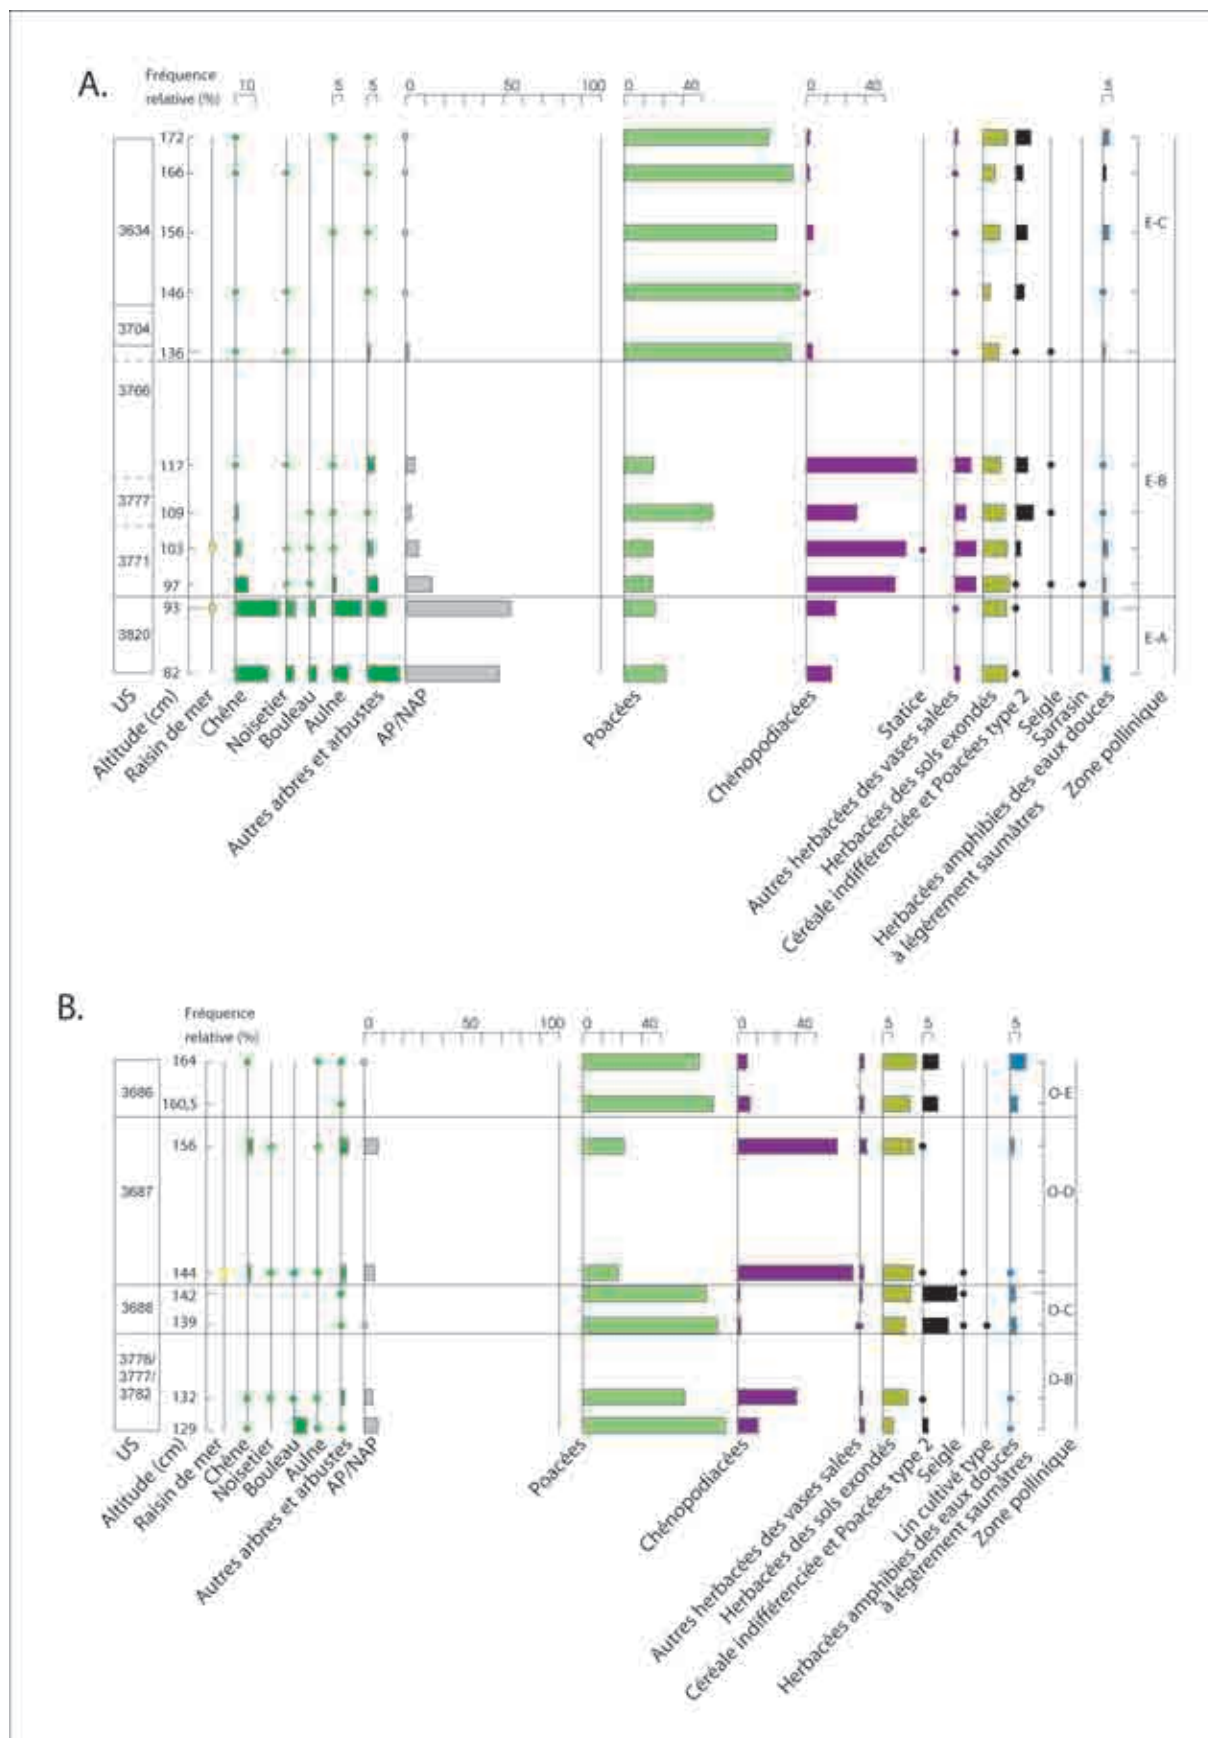 A.
Fréquence
relative (%)
10
5
5
0 50 100
0 40
0 40
5
172
166
3634
156
E-C
146
3704
136
3766
117
E-B
3777
109
3771
103
97
93
3820
E-A
82
US
Altitude (cm)
Raisin de mer
Chêne
Noisetier
Bouleau
Aulne
Autres arbres et arbustes
AP/NAP
Poacées
Chénopodiacées
Statice
Autres herbacées des vases salées
Herbacées des sols exondés
Céréale indifférenciée et Poacées type 2
Seigle
Sarrasin
Herbacées amphibies des eaux douces
à légèrement saumâtres
Zone pollinique
B.
Fréquence
relative (%)
0 50 100
0 40
0 40
5
5
5
164
3686
O-E
160,5
156
3687
O-D
144
142
3688
O-C
139
3778/
3777/
3782
O-B
132
129
US
Altitude (cm)
Raisin de mer
Chêne
Noisetier
Bouleau
Aulne
Autres arbres et arbustes
AP/NAP
Poacées
Chénopodiacées
Autres herbacées des vases salées
Herbacées des sols exondés
Céréale indifférenciée et Poacées type 2
Seigle
Lin cultivé type
Herbacées amphibies des eaux douces
à légèrement saumâtres
Zone pollinique